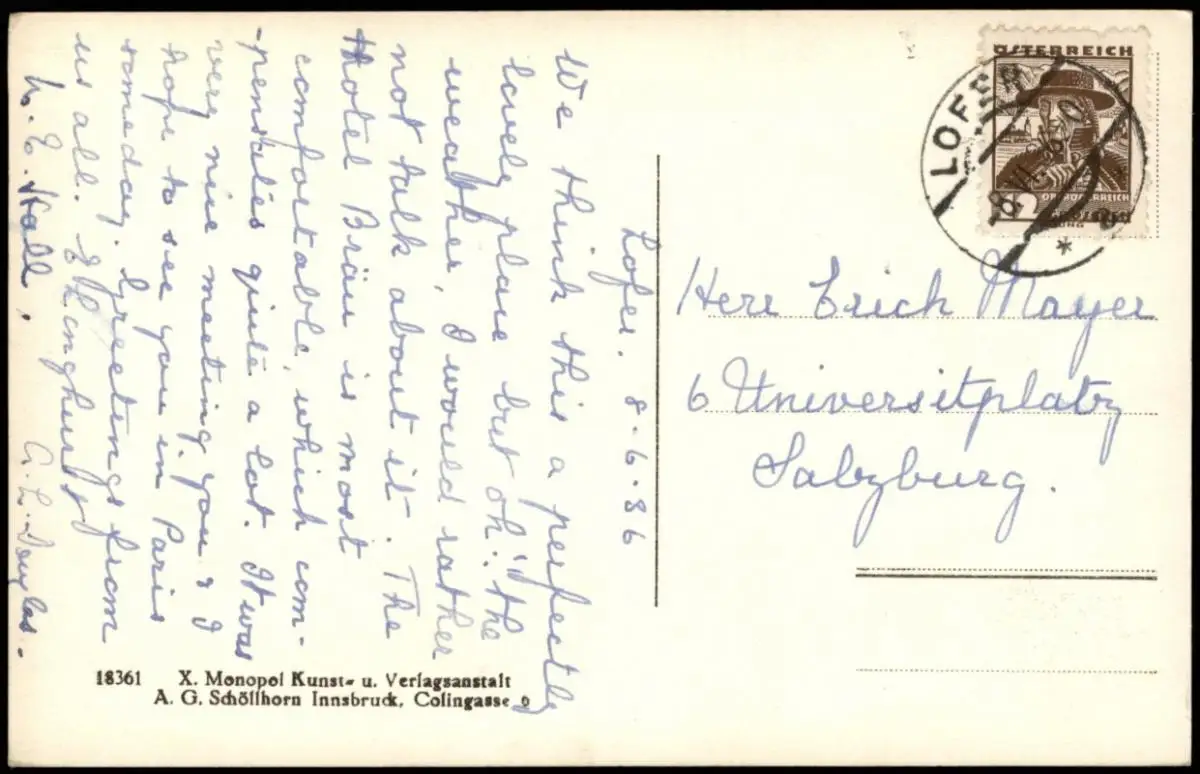 Lofer, 8-6-36
We think this a perfectly
lovely place but oh! "the
weather, I would rather
not talk about it. The
Hotel Bräu is most
comfortable, which com-
-pensates quite a lot. It was
very nice meeting you & I
hope to see you in Paris
someday. Greetings from
us all.
A. L. Douglas.
ÖSTERREICH
LOFER
Herr Erich Mayer
6 Universitplatz
Salzburg.
18361 X. Monopol Kunst- u. Verlagsanstalt
A. G. Schöllhorn Innsbruck, Colingasse 6